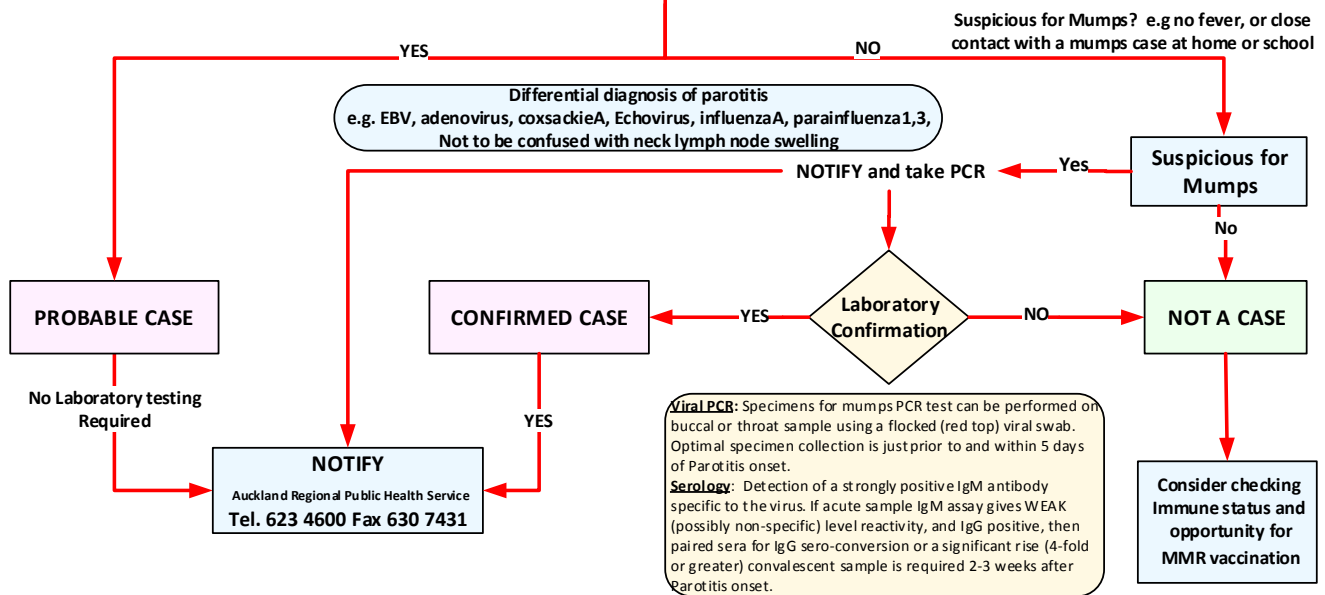 Suspicious for Mumps? e.g no fever, or close
contact with a mumps case at home or school
YES
NO
Differential diagnosis of parotitis
e.g. EBV, adenovirus, coxsackieA, Echovirus, influenzaA, parainfluenza1,3,
Not to be confused with neck lymph node swelling
NOTIFY and take PCR
Yes
Suspicious for
Mumps
No
PROBABLE CASE
CONFIRMED CASE
YES
Laboratory
Confirmation
NO
NOT A CASE
No Laboratory testing
Required
YES
NOTIFY
Auckland Regional Public Health Service
Tel. 623 4600 Fax 630 7431
Viral PCR: Specimens for mumps PCR test can be performed on
buccal or throat sample using a flocked (red top) viral swab.
Optimal specimen collection is just prior to and within 5 days
of Parotitis onset.
Serology: Detection of a strongly positive IgM antibody
specific to the virus. If acute sample IgM assay gives WEAK
(possibly non-specific) level reactivity, and IgG positive, then
paired sera for IgG sero-conversion or a significant rise (4-fold
or greater) convalescent sample is required 2-3 weeks after
Parotitis onset.
Consider checking
Immune status and
opportunity for
MMR vaccination